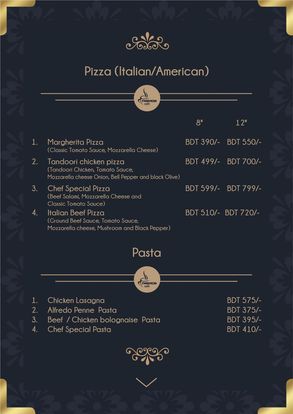 Pizza (Italian/American)
8" 12"
1. Margherita Pizza BDT 390/- BDT 550/-
(Classic Tomato Sauce, Mozzarella Cheese)
2. Tandoori chicken pizza BDT 499/- BDT 700/-
(Tandoori Chicken, Tomato Sauce,
Mozzarella cheese Onion, Bell Pepper and black Olive)
3. Chef Special Pizza BDT 599/- BDT 799/-
(Beef Salami, Mozzarella Cheese and
Classic Tomato Sauce)
4. Italian Beef Pizza BDT 510/- BDT 720/-
(Ground Beef Sauce, Tomato Sauce,
Mozzarella cheese, Mushroom and Black Pepper)
Pasta
1. Chicken Lasagna BDT 575/-
2. Alfredo Penne Pasta BDT 375/-
3. Beef / Chicken bolognaise Pasta BDT 395/-
4. Chef Special Pasta BDT 410/-